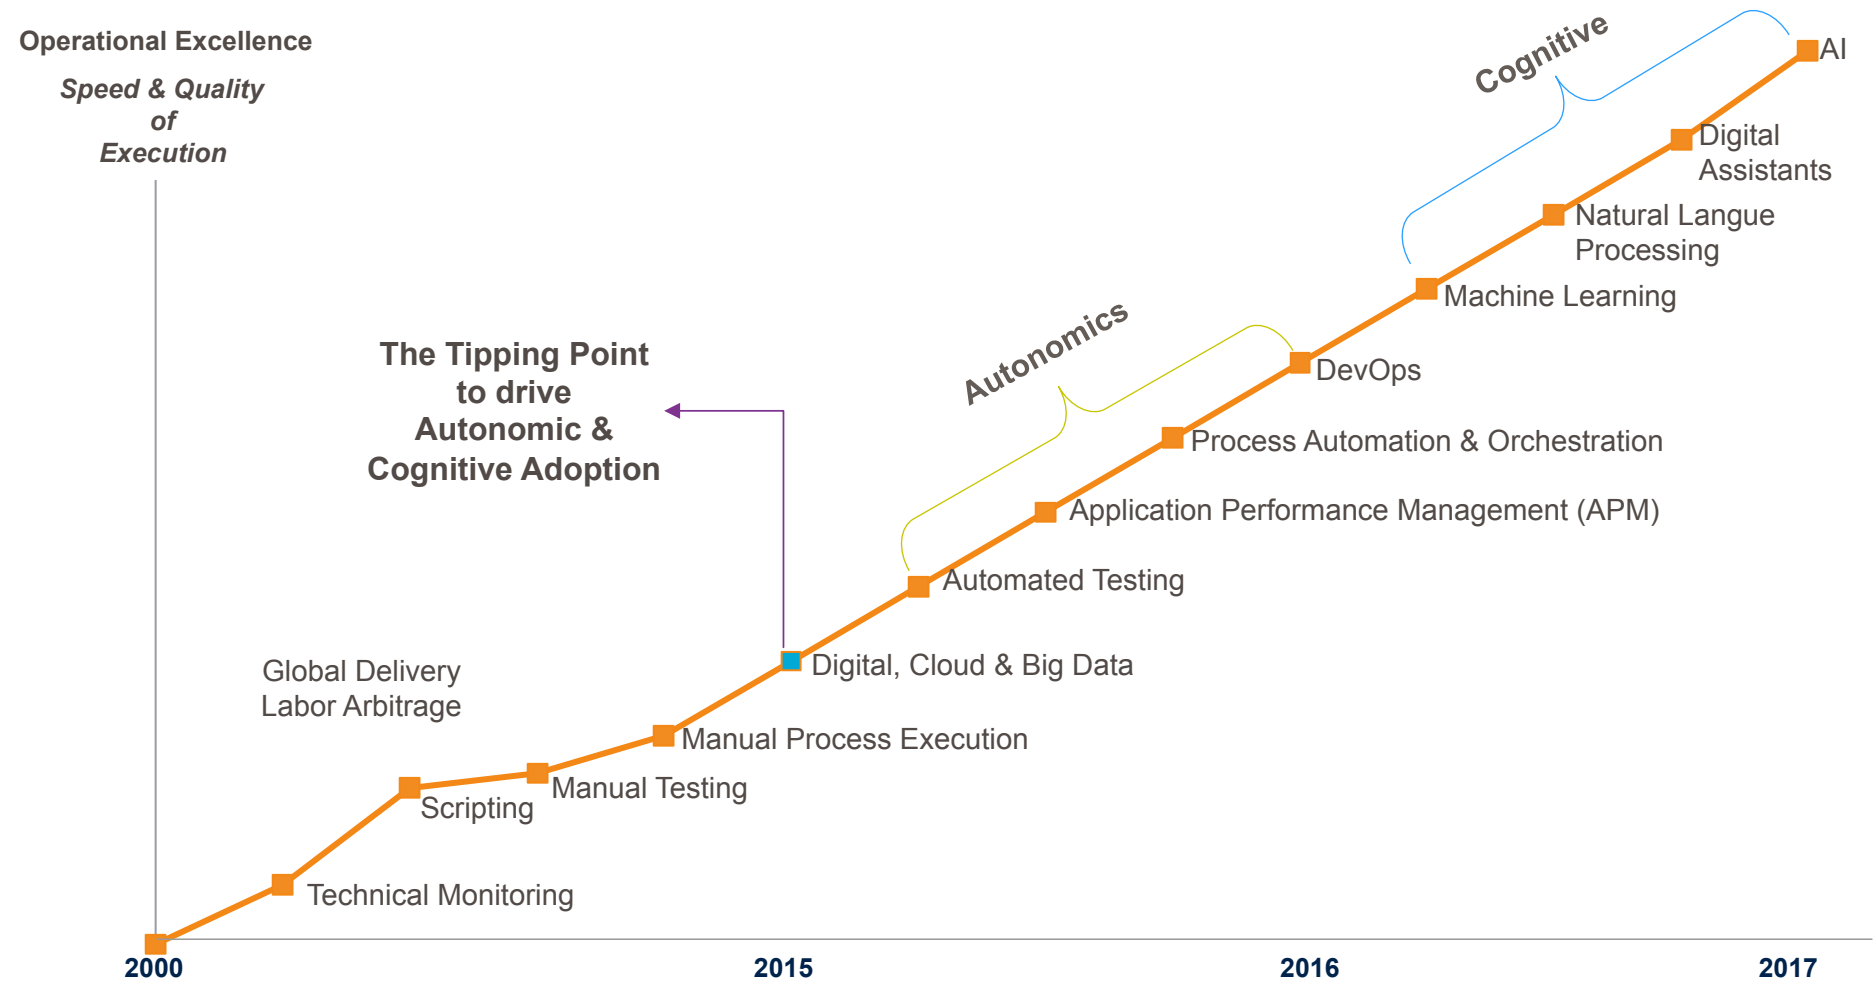 Operational Excellence
Speed & Quality
of
Execution
Cognitive
AI
Digital
Assistants
Natural Langue
Processing
Machine Learning
Autonomics
The Tipping Point
to drive
Autonomic &
Cognitive Adoption
DevOps
Process Automation & Orchestration
Application Performance Management (APM)
Automated Testing
Digital, Cloud & Big Data
Global Delivery
Labor Arbitrage
Manual Process Execution
Manual Testing
Scripting
Technical Monitoring
2000
2015
2016
2017